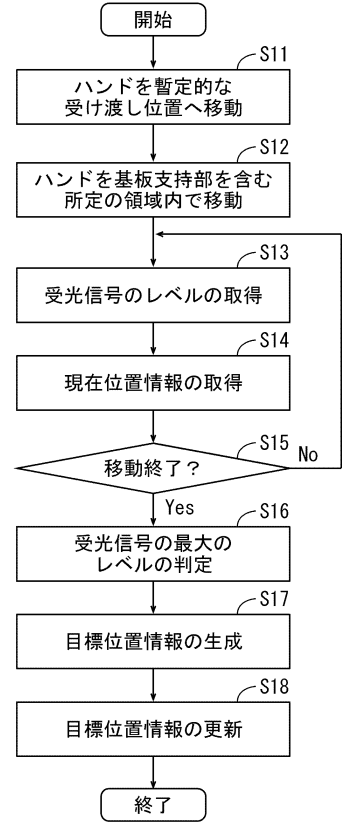 開始
S11
ハンドを暫定的な
受け渡し位置へ移動
S12
ハンドを基板支持部を含む
所定の領域内で移動
S13
受光信号のレベルの取得
S14
現在位置情報の取得
S15
移動終了？
No
Yes
S16
受光信号の最大の
レベルの判定
S17
目標位置情報の生成
S18
目標位置情報の更新
終了